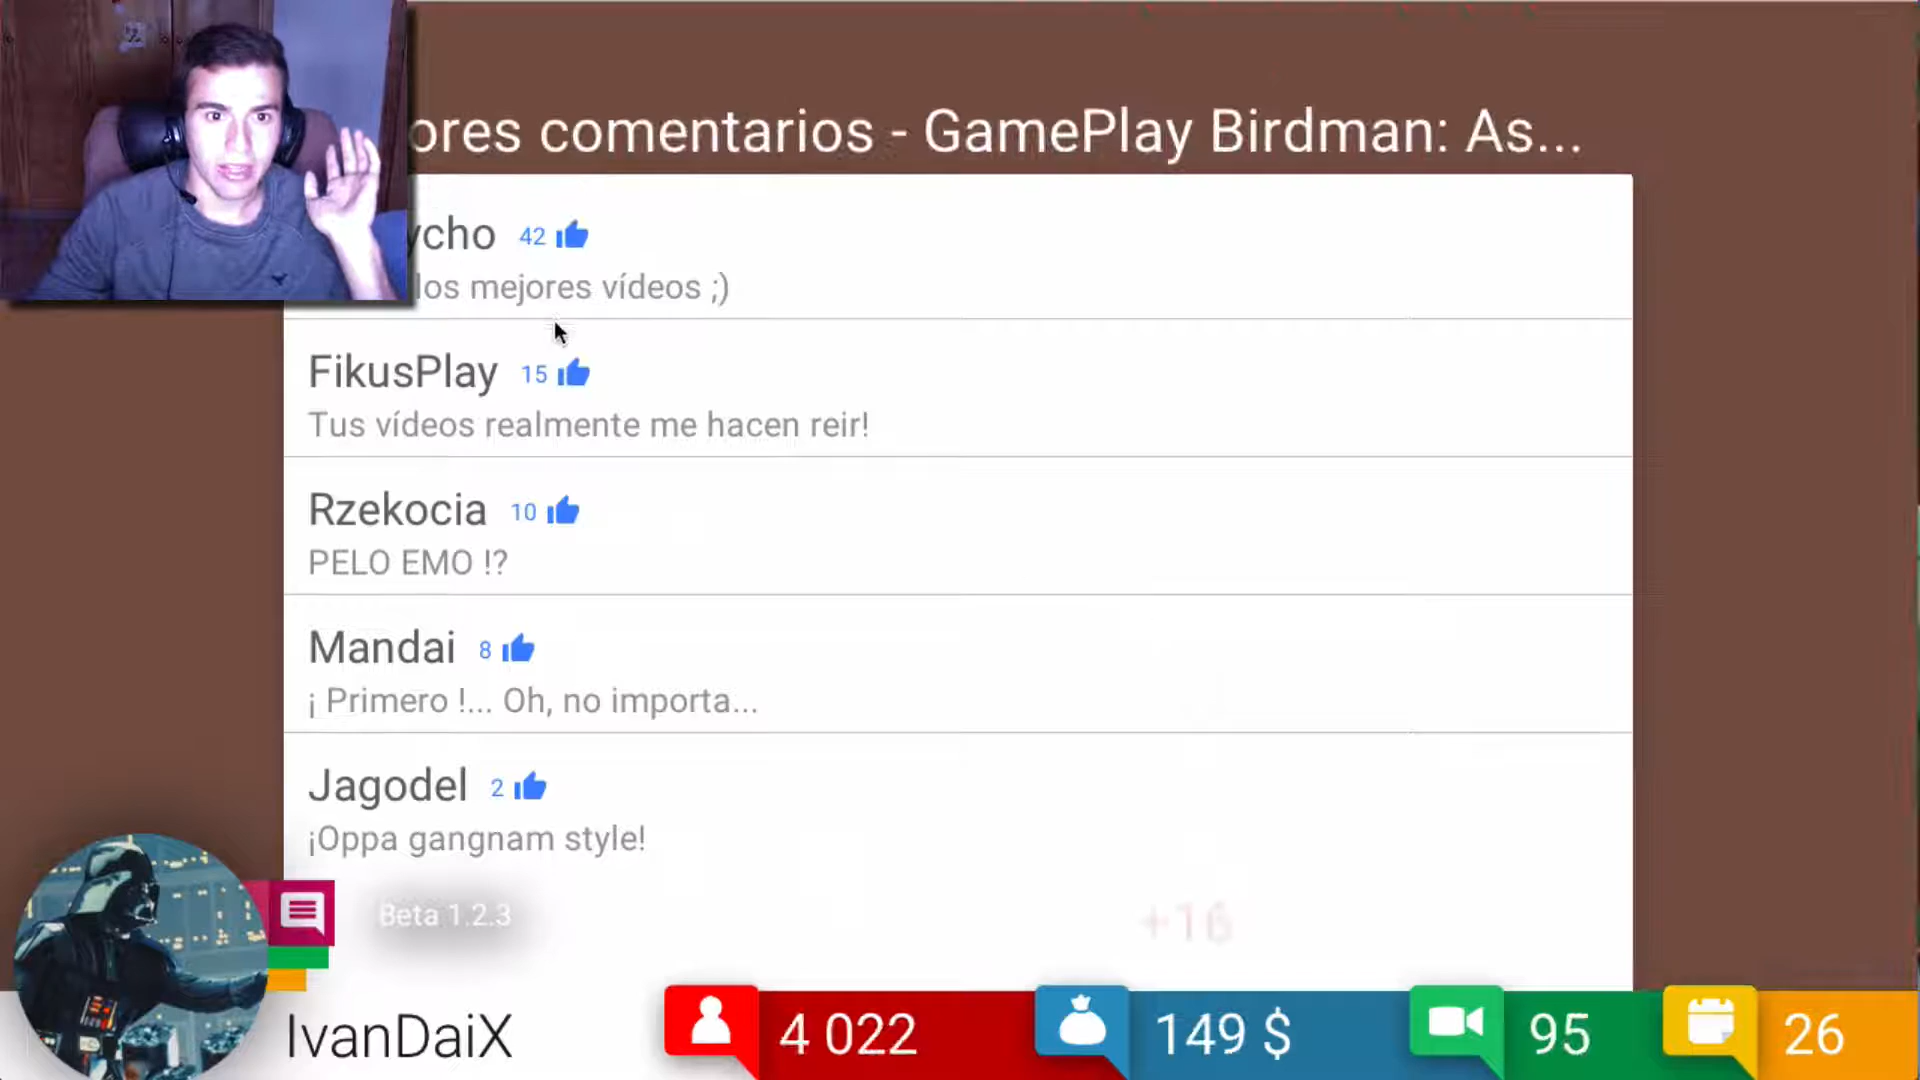 ores comentarios - GamePlay Birdman: As...
ycho 42
los mejores vídeos ;)
FikusPlay 15
Tus vídeos realmente me hacen reir!
Rzekocia 10
PELO EMO !?
Mandai 8
¡ Primero !... Oh, no importa...
Jagodel 2
¡Oppa gangnam style!
Beta 1.2.3
+16
IvanDaiX
4 022
149 $
95
26